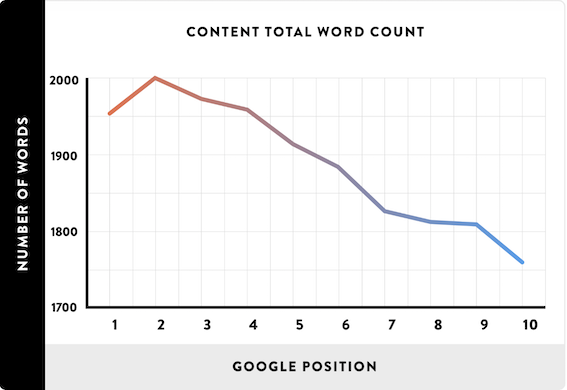 CONTENT TOTAL WORD COUNT
NUMBER OF WORDS
2000
1900
1800
1700
1 2 3 4 5 6 7 8 9 10
GOOGLE POSITION